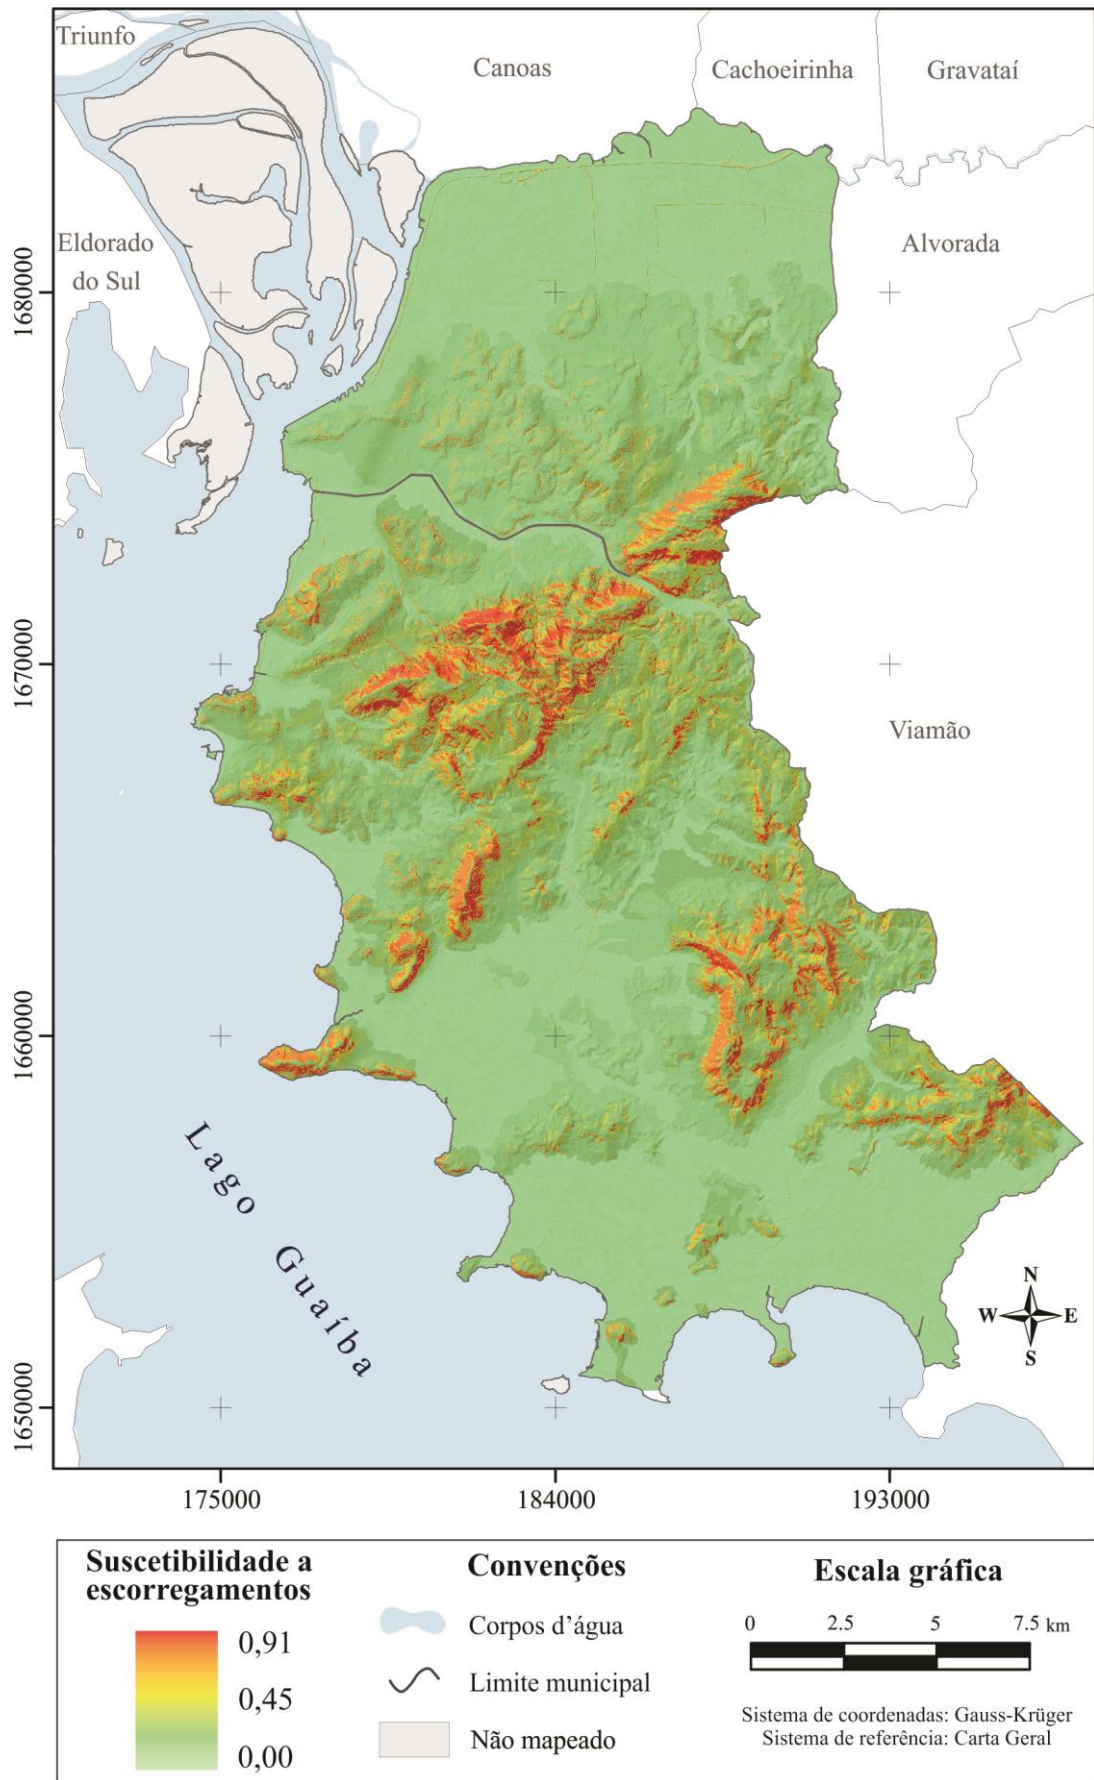 Triunfo
Canoas
Cachoeirinha
Gravataí
Eldorado
do Sul
Alvorada
Viamão
Lago Guaíba
N
W E
S
1680000
1670000
1660000
1650000
175000
184000
193000
Suscetibilidade a
escorregamentos
0,91
0,45
0,00
Convenções
Corpos d'água
Limite municipal
Não mapeado
Escala gráfica
0 2.5 5 7.5 km
Sistema de coordenadas: Gauss-Krüger
Sistema de referência: Carta Geral